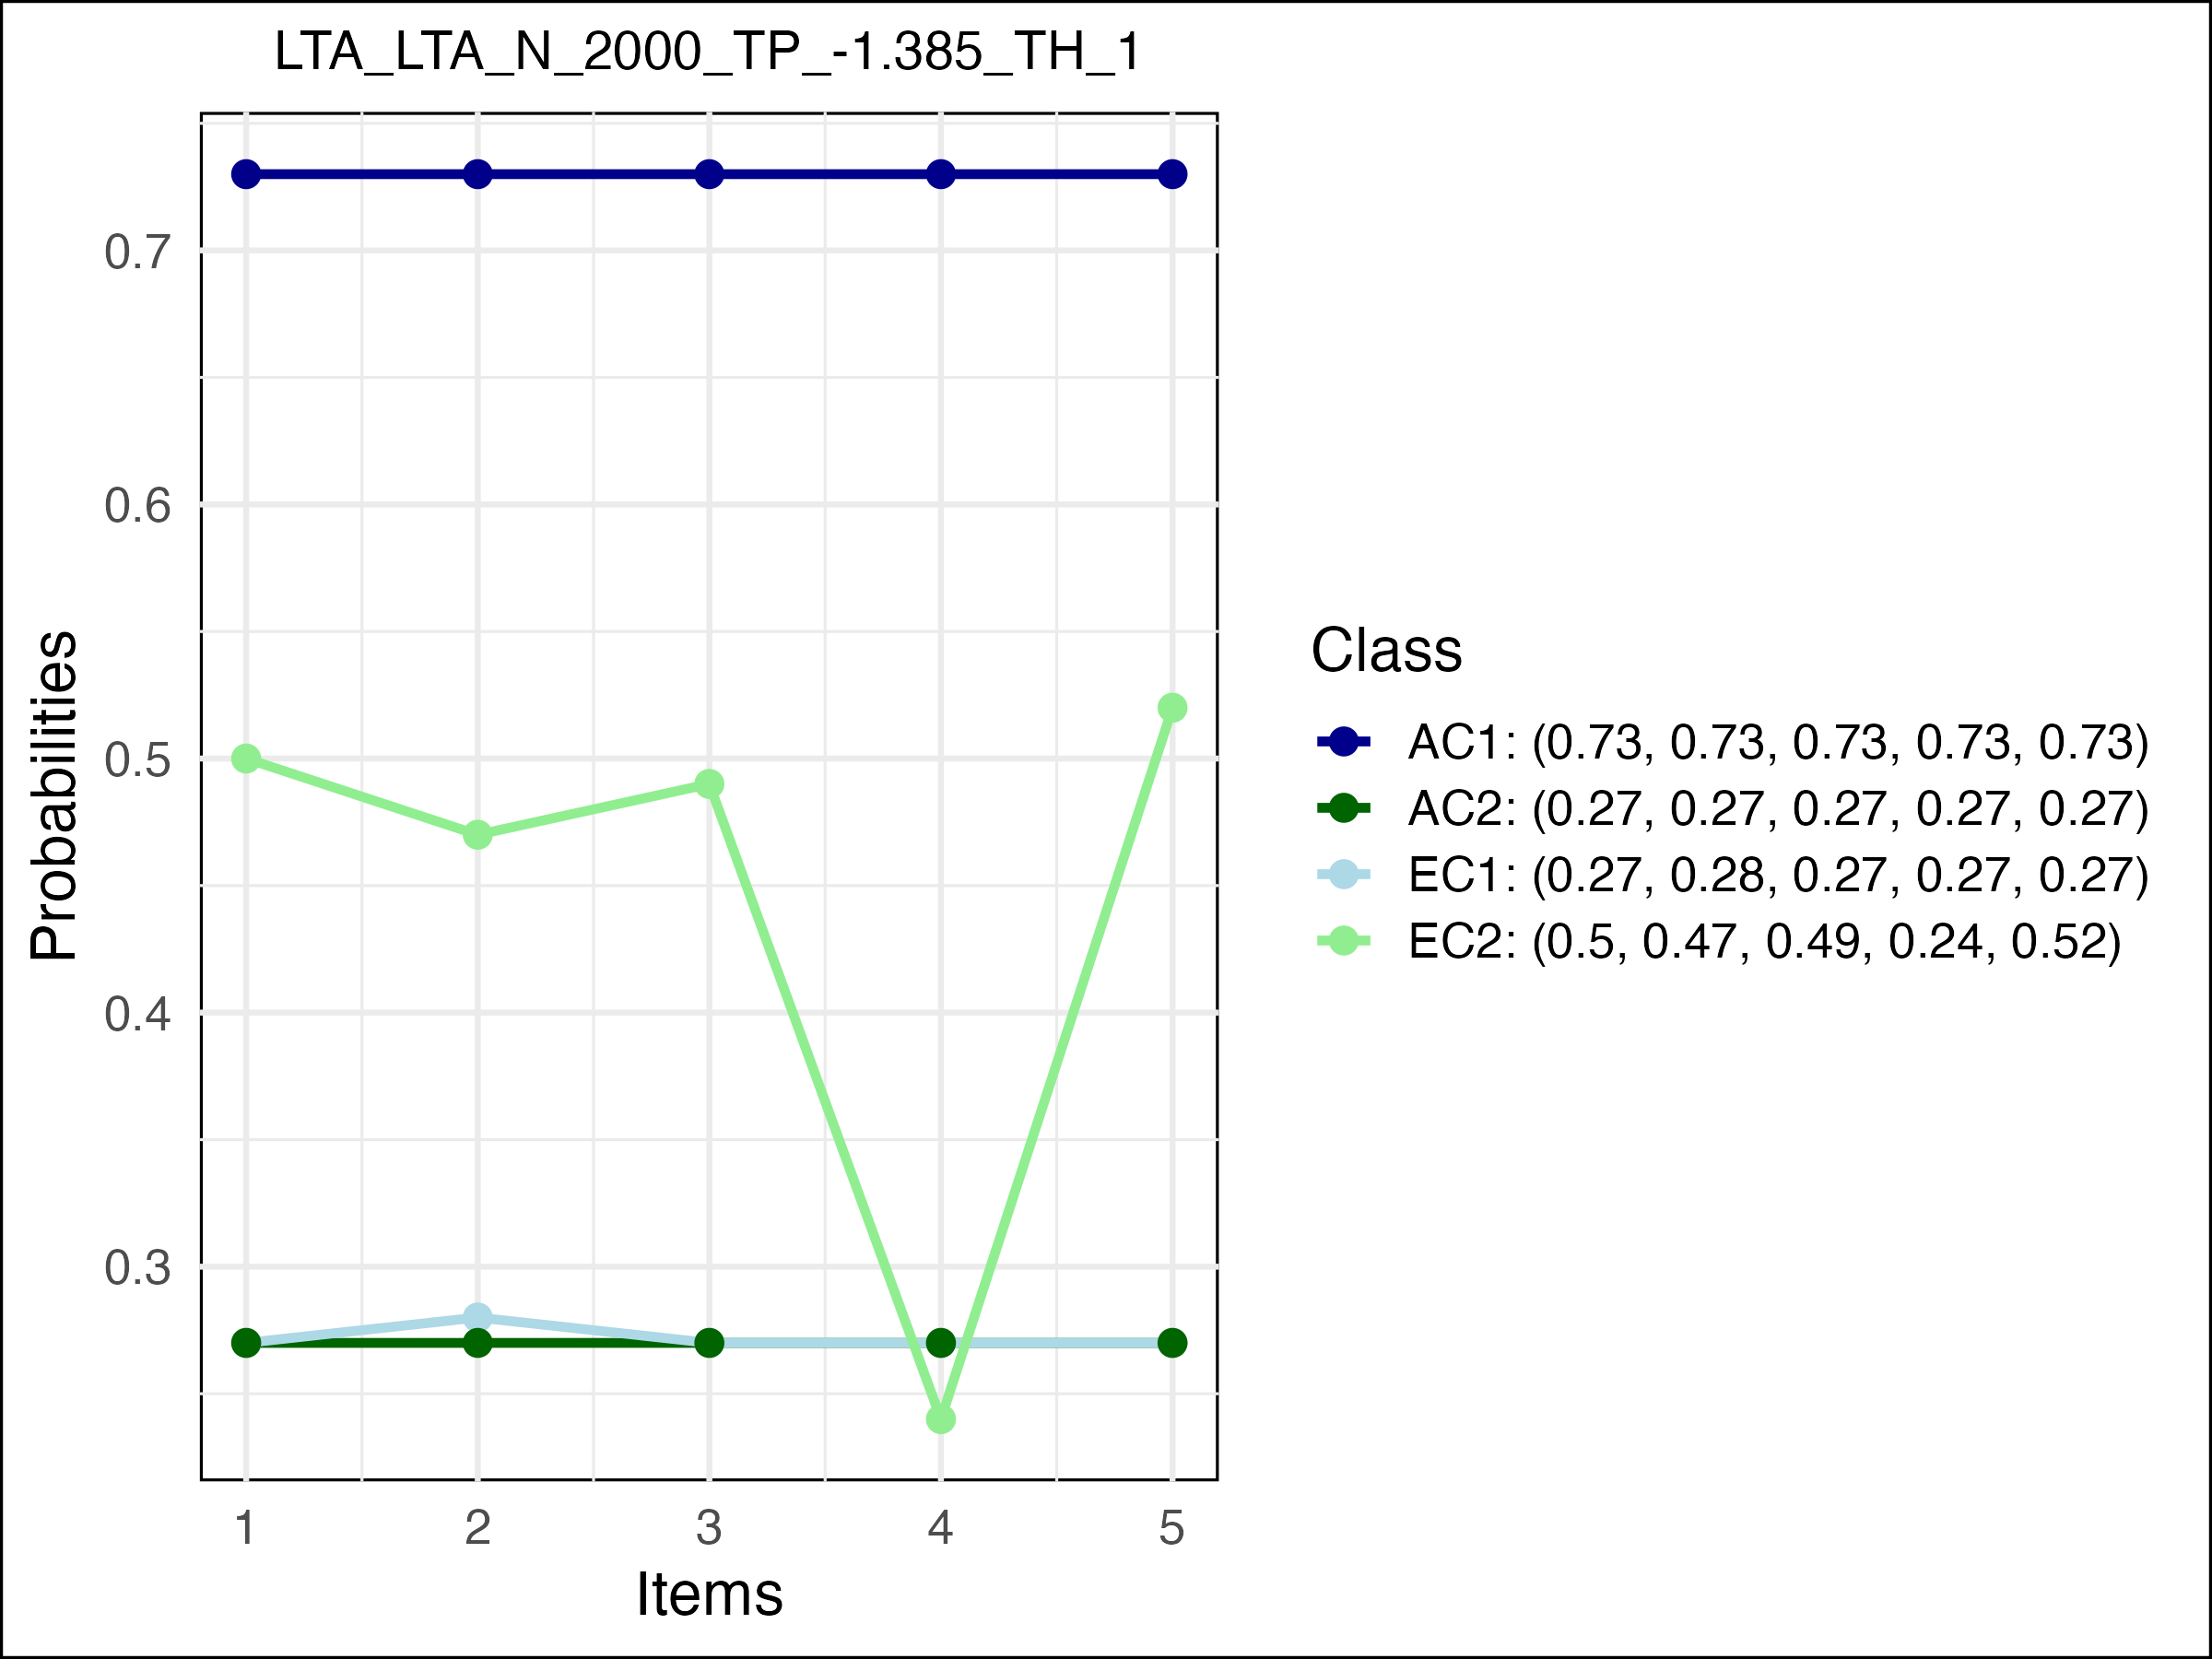 LTA_LTA_N_2000_TP_-1.385_TH_1
Probabilities
0.7
0.6
0.5
0.4
0.3
1 2 3 4 5
Items
Class
AC1: (0.73, 0.73, 0.73, 0.73, 0.73)
AC2: (0.27, 0.27, 0.27, 0.27, 0.27)
EC1: (0.27, 0.28, 0.27, 0.27, 0.27)
EC2: (0.5, 0.47, 0.49, 0.24, 0.52)